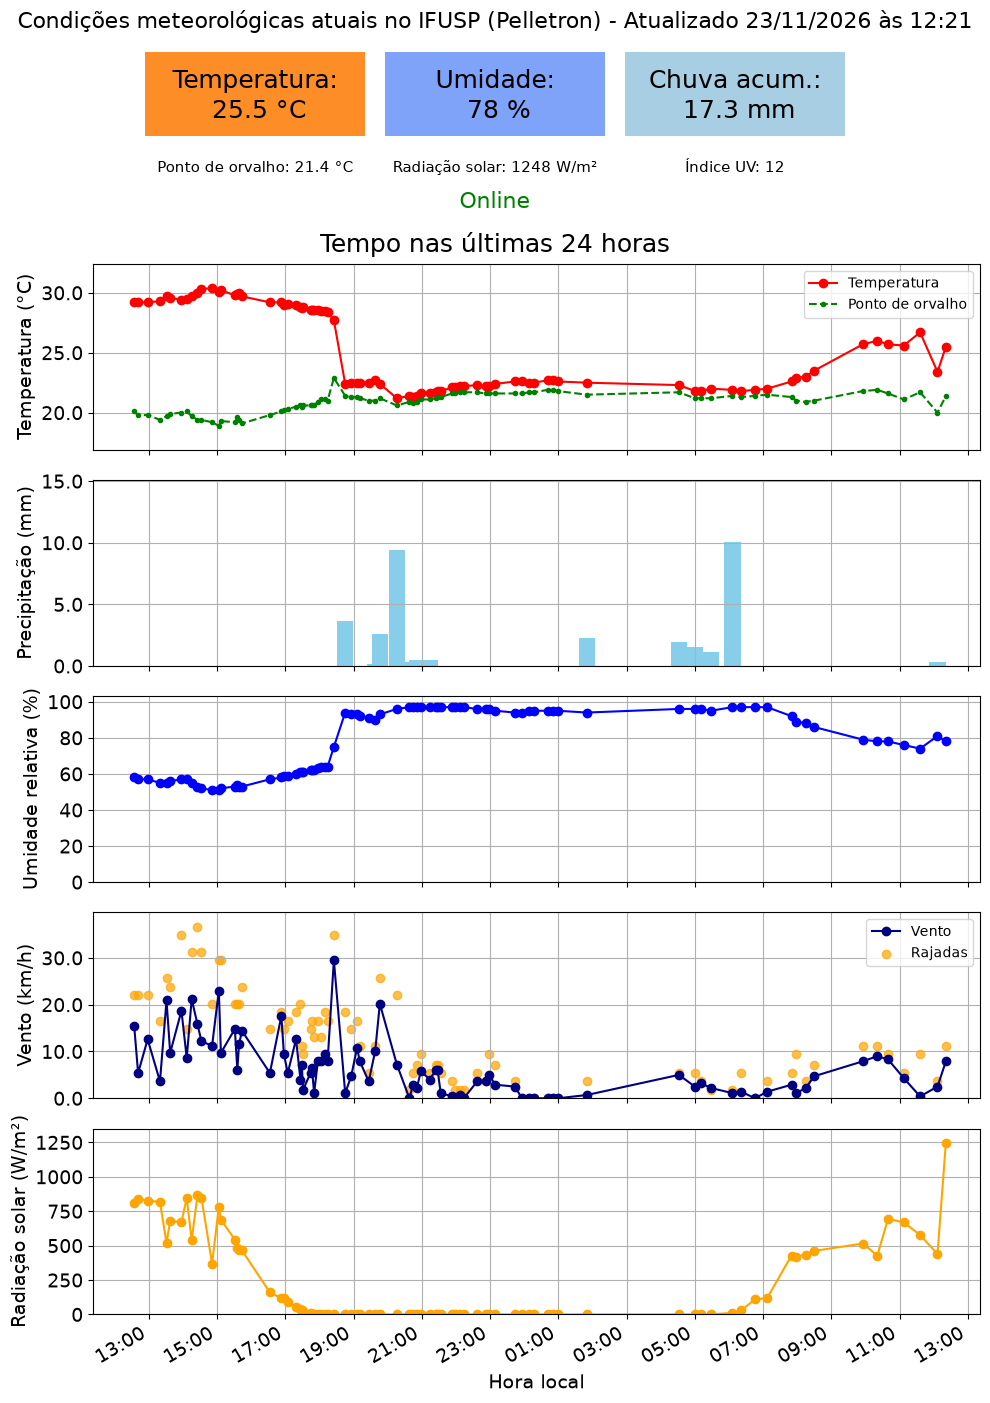 Condições meteorológicas atuais no IFUSP (Pelletron) - Atualizado 23/11/2026 às 12:21
Temperatura:
25.5 °C
Umidade:
78 %
Chuva acum.:
17.3 mm
Ponto de orvalho: 21.4 °C
Radiação solar: 1248 W/m²
Índice UV: 12
Online
Tempo nas últimas 24 horas
Temperatura (°C)
30.0
25.0
20.0
Temperatura
Ponto de orvalho
Precipitação (mm)
15.0
10.0
5.0
0.0
Umidade relativa (%)
100
80
60
40
20
0
Vento (km/h)
30.0
20.0
10.0
0.0
Vento
Rajadas
Radiação solar (W/m²)
1250
1000
750
500
250
0
13:00
15:00
17:00
19:00
21:00
23:00
01:00
03:00
05:00
07:00
09:00
11:00
13:00
Hora local